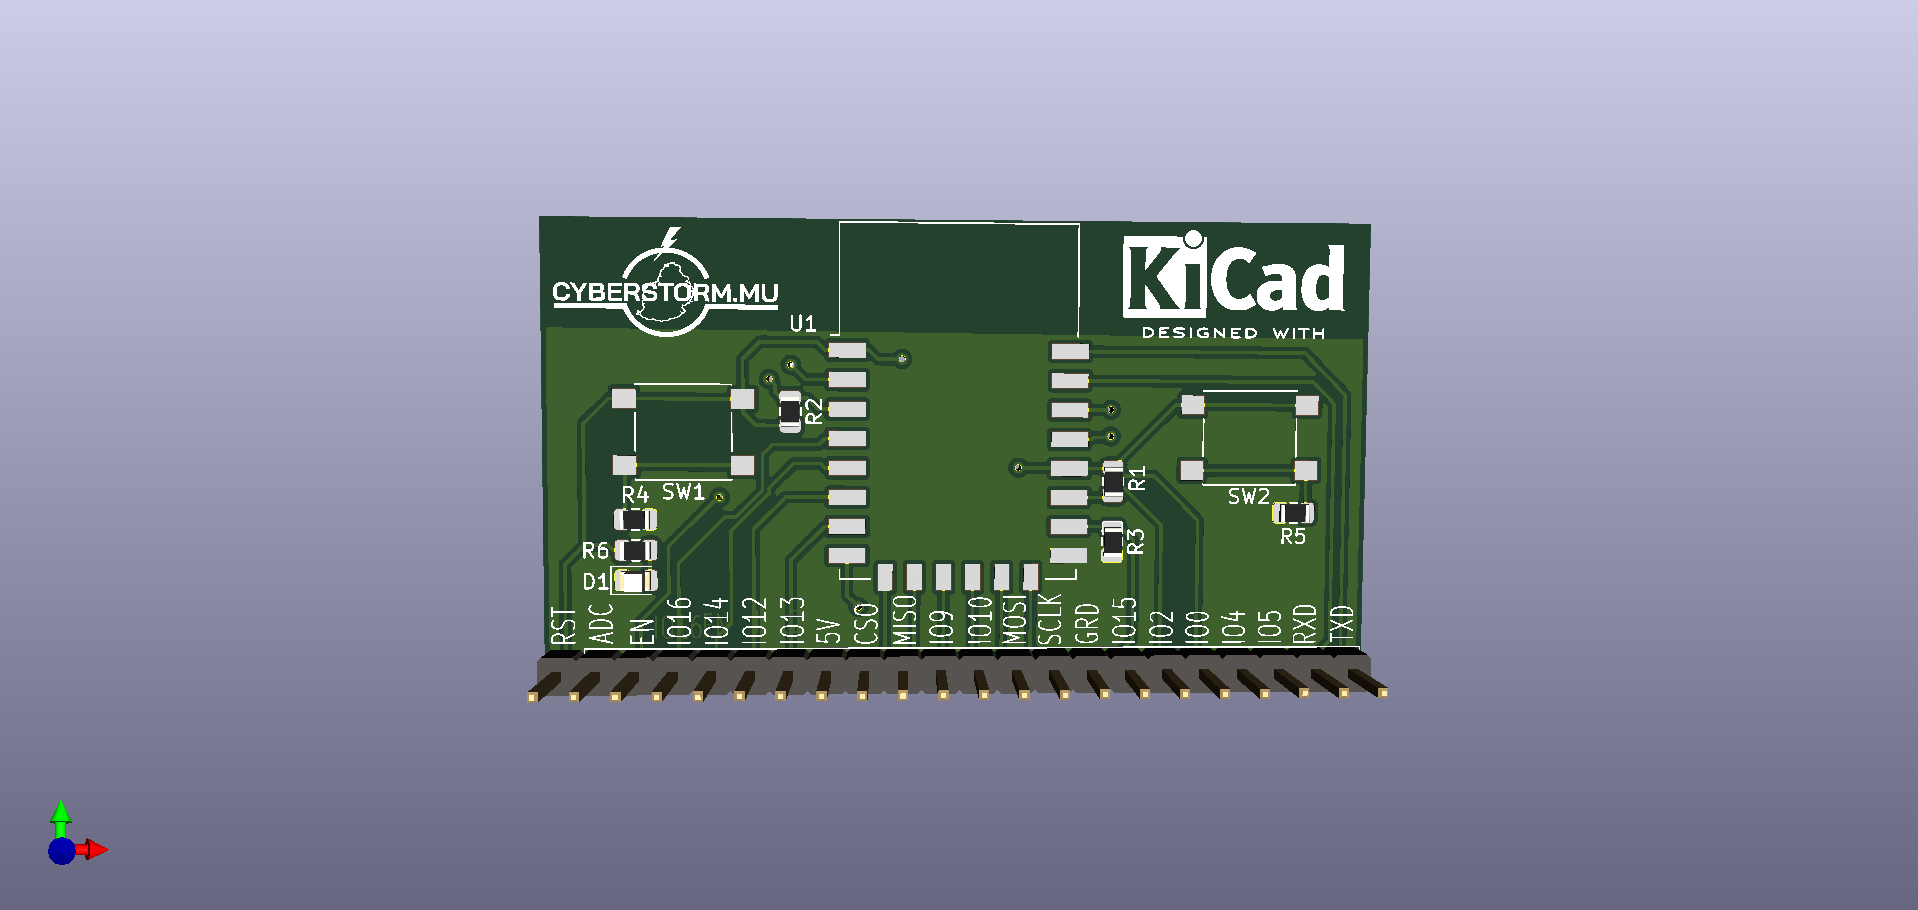 CYBERSTORM.MU
KiCad
DESIGNED WITH
U1
R2
R1
R4
SW1
SW2
R3
R5
R6
D1
RST
ADC
EN
IO16
IO14
IO12
IO13
5V
CSO
MISO
IO9
IO10
MOSI
SCLK
GRD
IO15
IO2
IO0
IO4
IO5
RXD
TXD